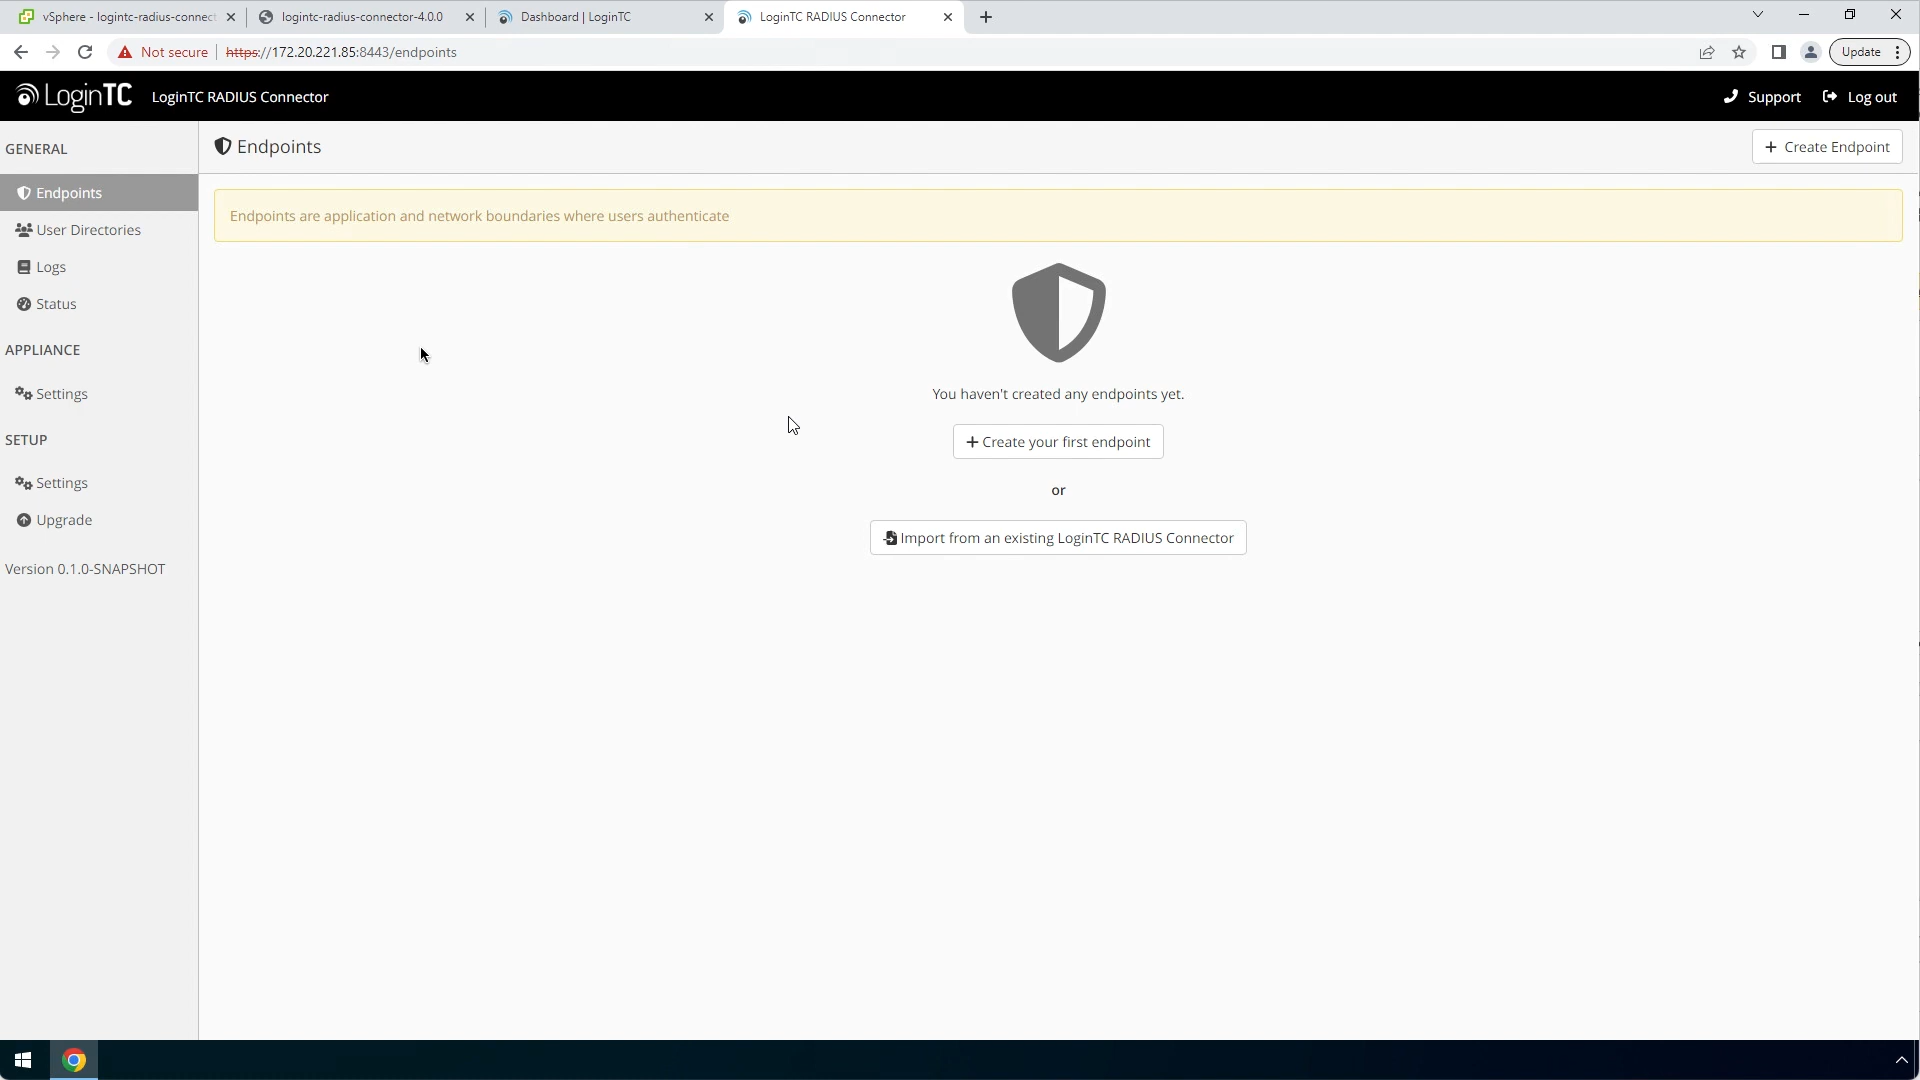 vSphere - logintc-radius-connect
logintc-radius-connector-4.0.0
Dashboard | LoginTC
LoginTC RADIUS Connector
Not secure
https://172.20.221.85:8443/endpoints
Update
LoginTC
LoginTC RADIUS Connector
Support
Log out
GENERAL
Endpoints
User Directories
Logs
Status
APPLIANCE
Settings
SETUP
Settings
Upgrade
Version 0.1.0-SNAPSHOT
Endpoints
+ Create Endpoint
Endpoints are application and network boundaries where users authenticate
You haven't created any endpoints yet.
+ Create your first endpoint
or
Import from an existing LoginTC RADIUS Connector